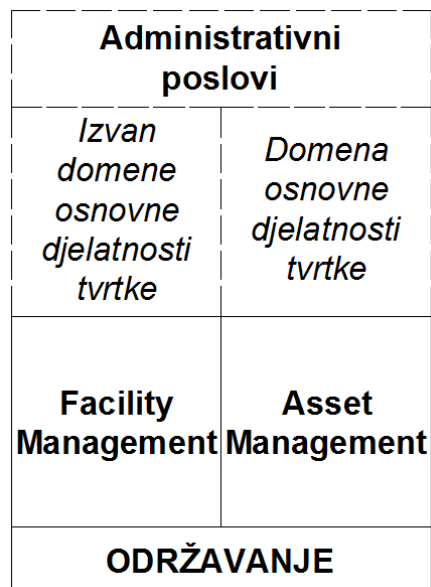 Administrativni
poslovi
Izvan
domene
osnovne
djelatnosti
tvrtke
Domena
osnovne
djelatnosti
tvrtke
Facility
Management
Asset
Management
ODRŽAVANJE